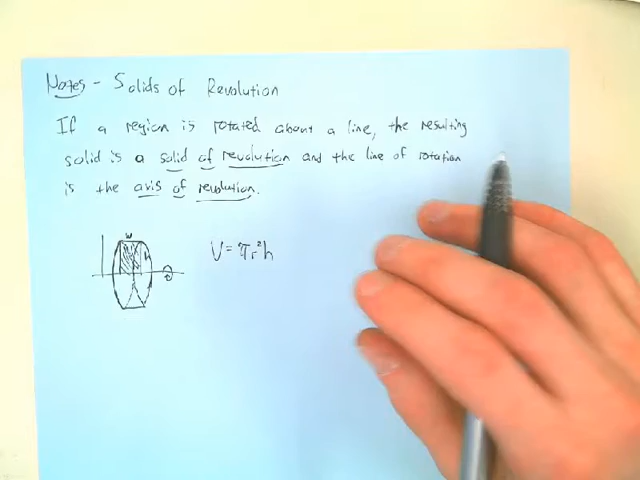 Notes - Solids of Revolution
If a region is rotated about a line, the resulting
solid is a solid of revolution and the line of rotation
is the axis of revolution.
w
V = πr²h